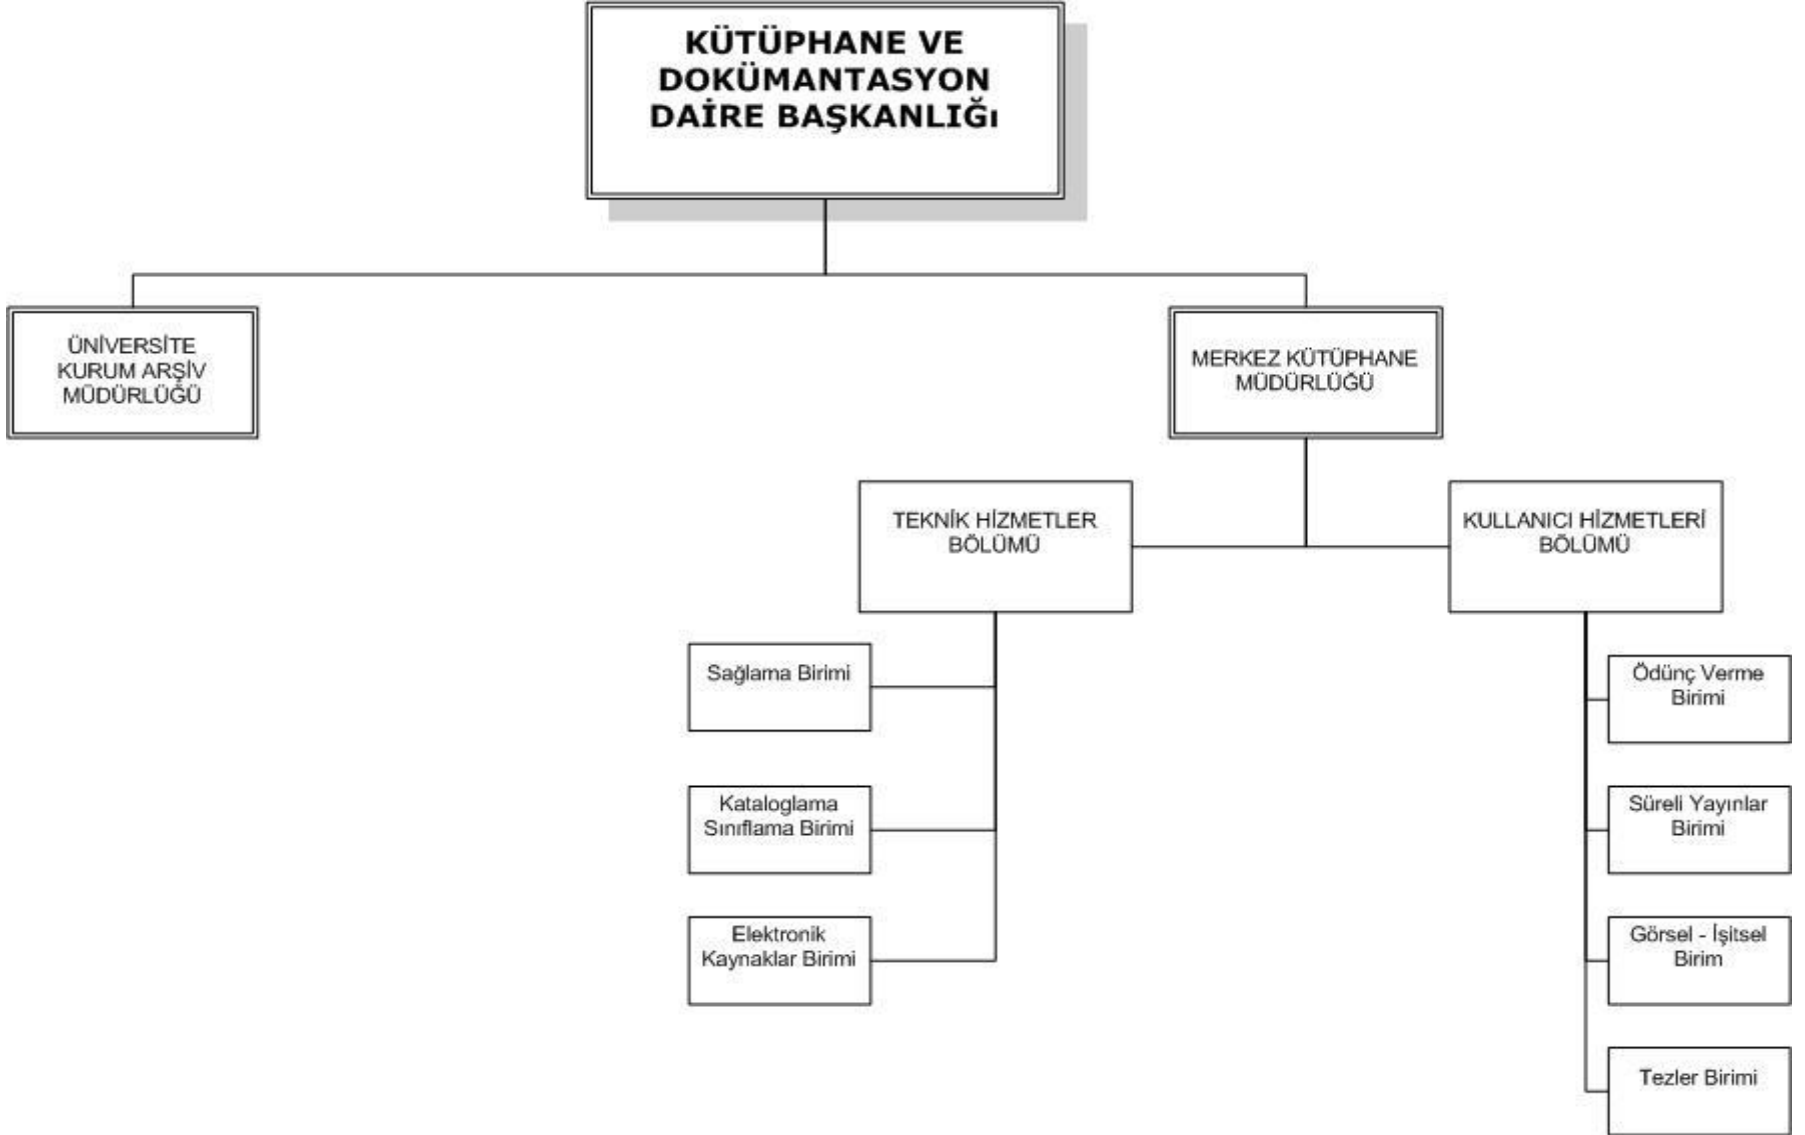 KÜTÜPHANE VE
DOKÜMANTASYON
DAİRE BAŞKANLIĞı
ÜNİVERSİTE
KURUM ARŞİV
MÜDÜRLÜĞÜ
MERKEZ KÜTÜPHANE
MÜDÜRLÜĞÜ
TEKNİK HİZMETLER
BÖLÜMÜ
KULLANICI HİZMETLERİ
BÖLÜMÜ
Sağlama Birimi
Kataloglama
Sınıflama Birimi
Elektronik
Kaynaklar Birimi
Ödünç Verme
Birimi
Süreli Yayınlar
Birimi
Görsel - İşitsel
Birim
Tezler Birimi